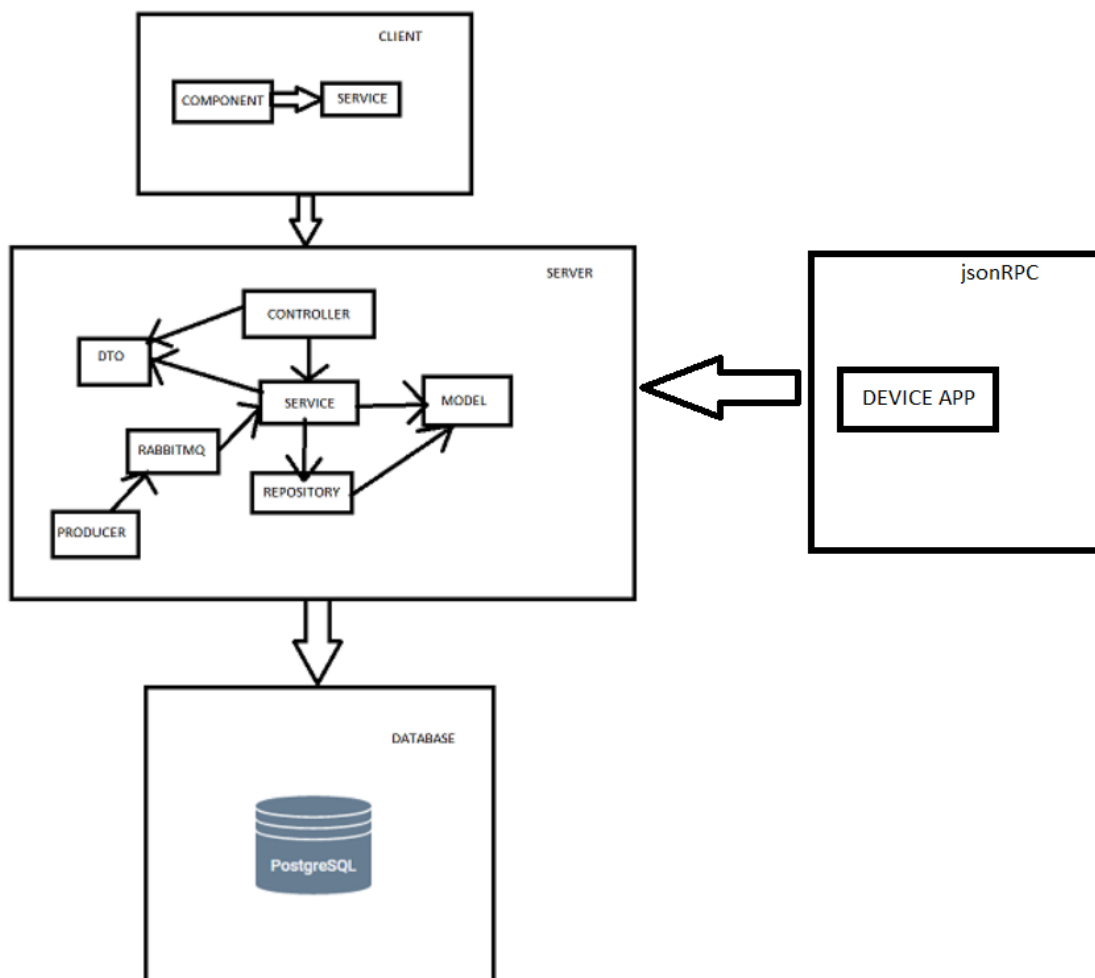 CLIENT
COMPONENT
SERVICE
SERVER
CONTROLLER
DTO
SERVICE
MODEL
RABBITMQ
REPOSITORY
PRODUCER
jsonRPC
DEVICE APP
DATABASE
PostgreSQL